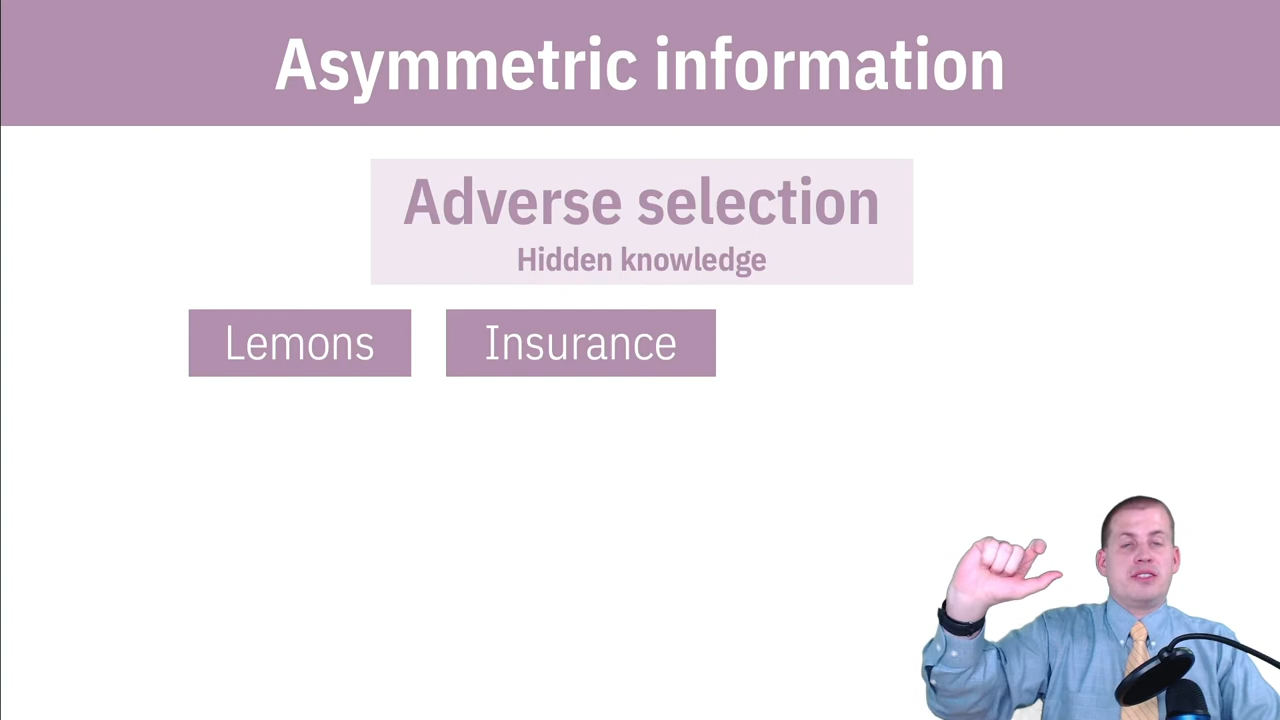 Asymmetric information
Adverse selection
Hidden knowledge
Lemons
Insurance